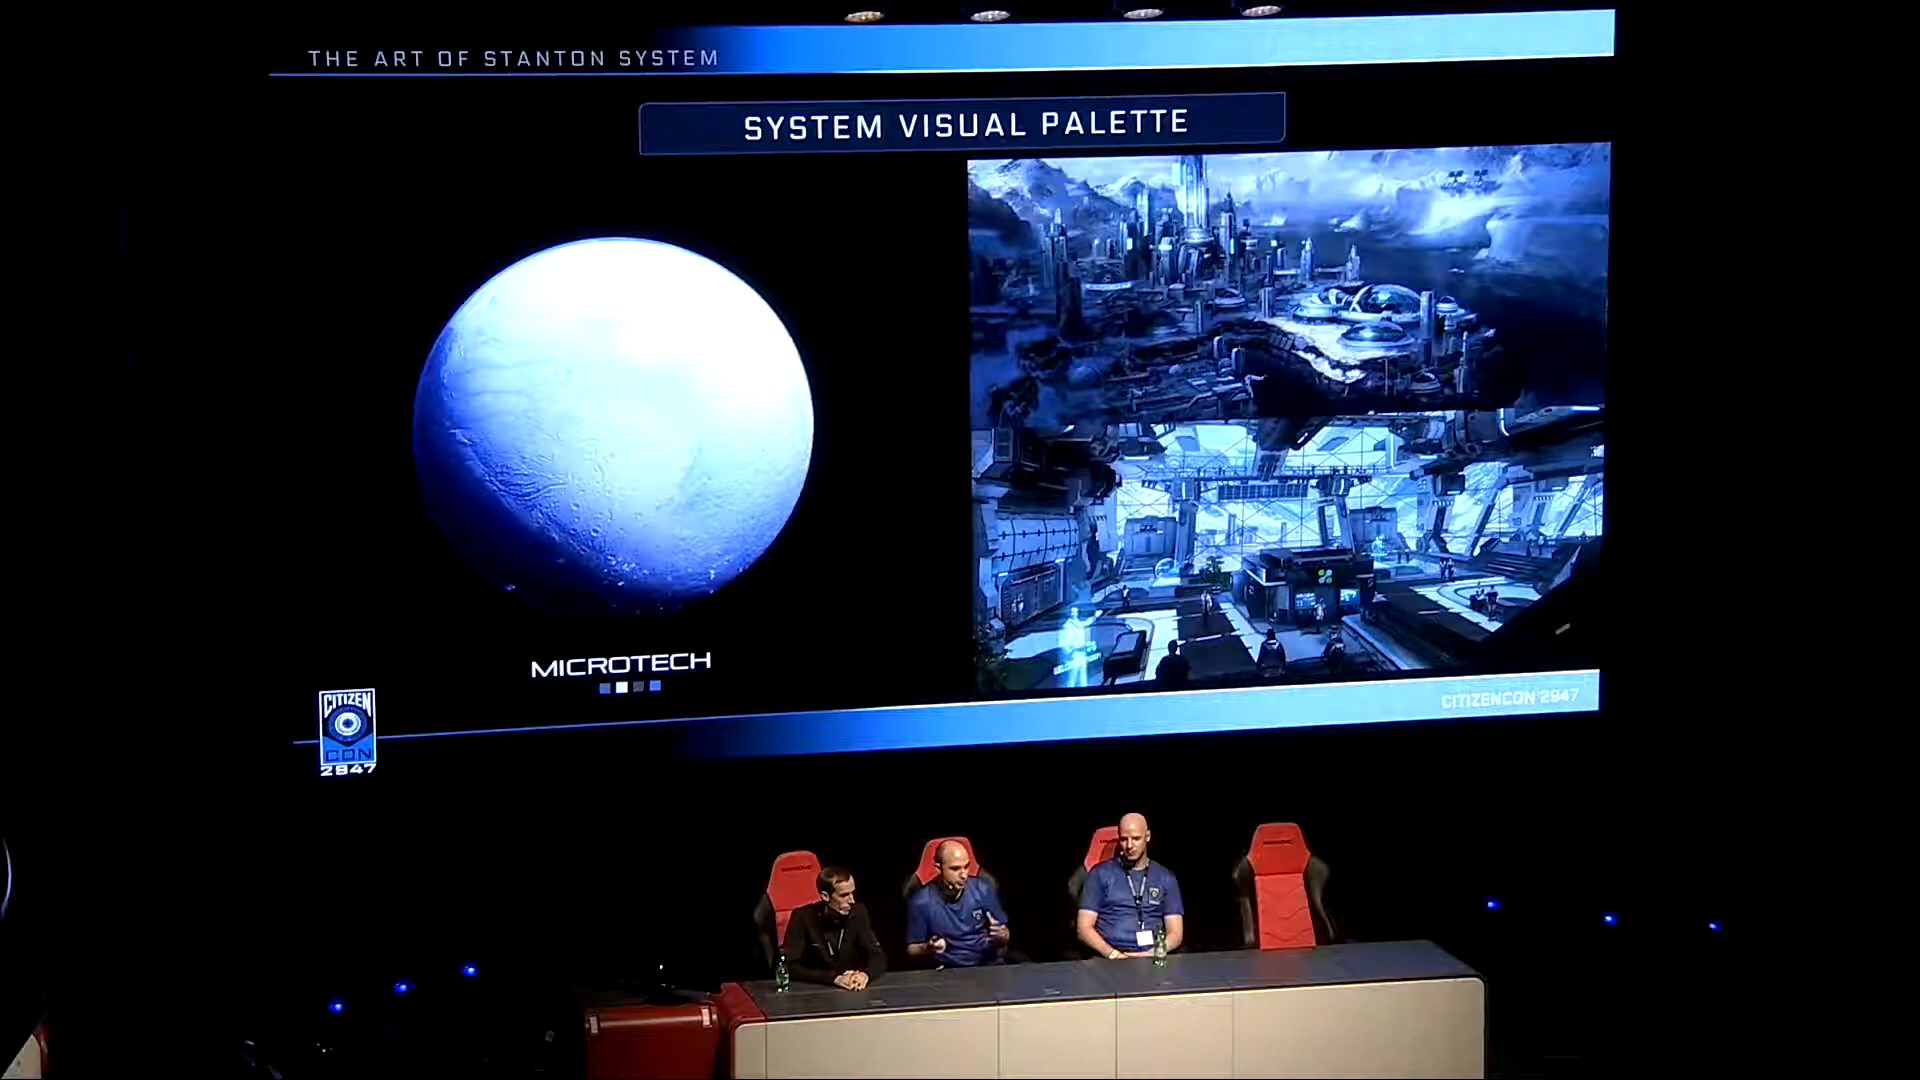 THE ART OF STANTON SYSTEM
SYSTEM VISUAL PALETTE
MICROTECH
CITIZEN
CON
2947
CITIZENCON 2947